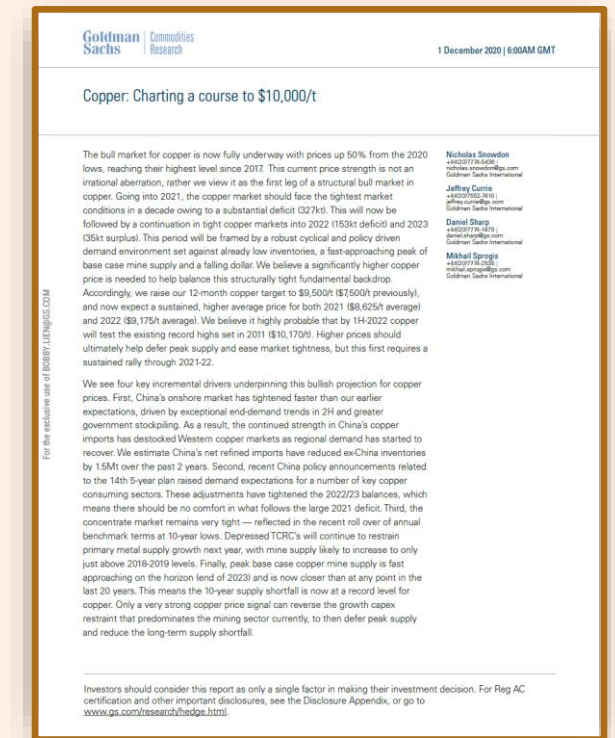 Goldman Sachs
Commodities Research
1 December 2020 | 6:00AM GMT
Copper: Charting a course to $10,000/t
The bull market for copper is now fully underway with prices up 50% from the 2020
lows, reaching their highest level since 2017. This current price strength is not an
irrational aberration, rather we view it as the first leg of a structural bull market in
copper. Going into 2021, the copper market should face the tightest market
conditions in a decade owing to a substantial deficit (327kt). This will now be
followed by a continuation in tight copper markets into 2022 (153kt deficit) and 2023
(35kt surplus). This period will be framed by a robust cyclical and policy driven
demand environment set against already low inventories, a fast-approaching peak of
base case mine supply and a falling dollar. We believe a significantly higher copper
price is needed to help balance this structurally tight fundamental backdrop.
Accordingly, we raise our 12-month copper target to $9,500/t ($7,500/t previously),
and now expect a sustained, higher average price for both 2021 ($8,625/t average)
and 2022 ($9,175/t average). We believe it highly probable that by 1H-2022 copper
will test the existing record highs set in 2011 ($10,170/t). Higher prices should
ultimately help defer peak supply and ease market tightness, but this first requires a
sustained rally through 2021-22.
We see four key incremental drivers underpinning this bullish projection for copper
prices. First, China's onshore market has tightened faster than our earlier
expectations, driven by exceptional end-demand trends in 2H and greater
government stockpiling. As a result, the continued strength in China's copper
imports has destocked Western copper markets as regional demand has started to
recover. We estimate China's net refined imports have reduced ex-China inventories
by 1.5Mt over the past 2 years. Second, recent China policy announcements related
to the 14th 5-year plan raised demand expectations for a number of key copper
consuming sectors. These adjustments have tightened the 2022/23 balances, which
means there should be no comfort in what follows the large 2021 deficit. Third, the
concentrate market remains very tight — reflected in the recent roll over of annual
benchmark terms at 10-year lows. Depressed TCRC's will continue to restrain
primary metal supply growth next year, with mine supply likely to increase to only
just above 2018-2019 levels. Finally, peak base case copper mine supply is fast
approaching on the horizon (end of 2023) and is now closer than at any point in the
last 20 years. This means the 10-year supply shortfall is now at a record level for
copper. Only a very strong copper price signal can reverse the growth capex
restraint that predominates the mining sector currently, to then defer peak supply
and reduce the long-term supply shortfall.
Nicholas Snowdon
nicholas.snowdon@gs.com
Goldman Sachs International
Jeffrey Currie
jeffrey.currie@gs.com
Goldman Sachs International
Daniel Sharp
daniel.sharp@gs.com
Goldman Sachs International
Mikhail Sprogis
mikhail.sprogis@gs.com
Goldman Sachs International
For the exclusive use of BOBBY.LIEN@GS.COM
Investors should consider this report as only a single factor in making their investment decision. For Reg AC
certification and other important disclosures, see the Disclosure Appendix, or go to
www.gs.com/research/hedge.html.